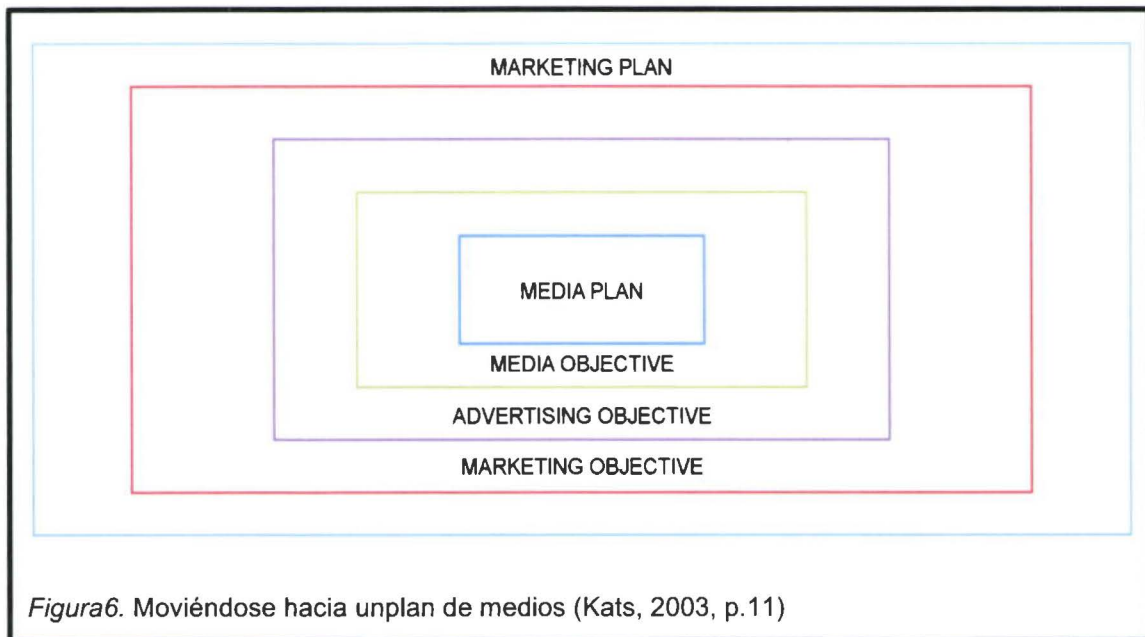 MARKETING PLAN
MEDIA PLAN
MEDIA OBJECTIVE
ADVERTISING OBJECTIVE
MARKETING OBJECTIVE
Figura6. Moviéndose hacia unplan de medios (Kats, 2003, p.11)